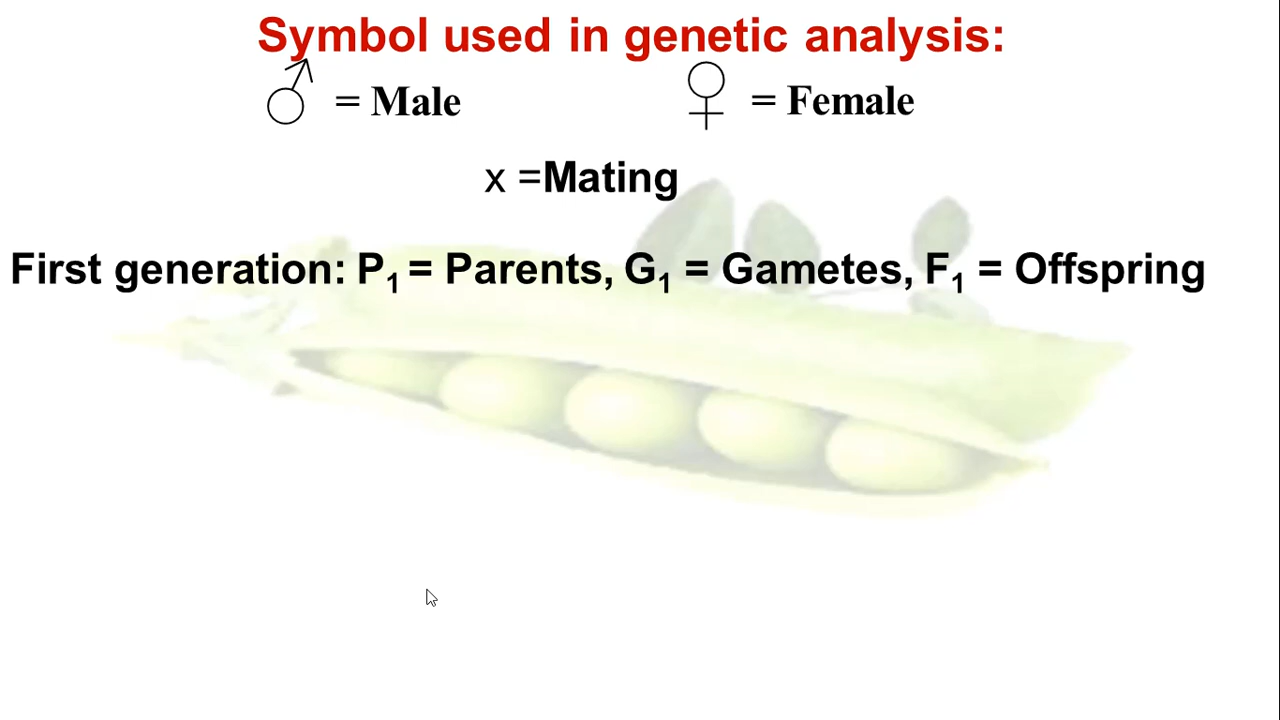 Symbol used in genetic analysis:
♂ = Male ♀ = Female
x =Mating
First generation: P₁ = Parents, G₁ = Gametes, F₁ = Offspring